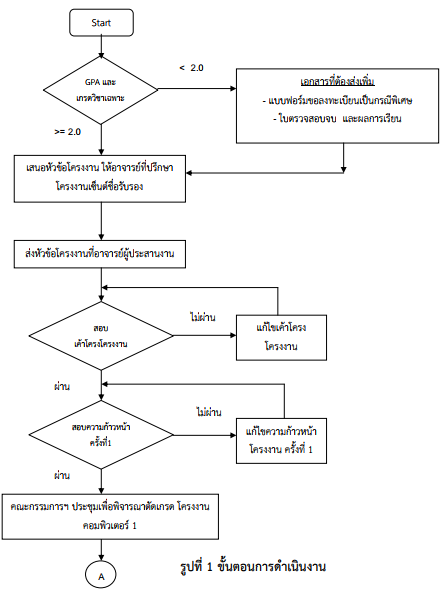 Start
GPA และ
เกรดวิชาเฉพาะ
< 2.0
>= 2.0
เอกสารที่ต้องส่งเพิ่ม
- แบบฟอร์มขอลงทะเบียนเป็นกรณีพิเศษ
- ใบตรวจสอบจบ และผลการเรียน
เสนอหัวข้อโครงงาน ให้อาจารย์ที่ปรึกษา
โครงงานเซ็นต์ชื่อรับรอง
ส่งหัวข้อโครงงานที่อาจารย์ผู้ประสานงาน
สอบ
เค้าโครงโครงงาน
ไม่ผ่าน
แก้ไขเค้าโครง
โครงงาน
ผ่าน
สอบความก้าวหน้า
ครั้งที่1
ไม่ผ่าน
แก้ไขความก้าวหน้า
โครงงาน ครั้งที่ 1
ผ่าน
คณะกรรมการฯ ประชุมเพื่อพิจารณาตัดเกรด โครงงาน
คอมพิวเตอร์ 1
A
รูปที่ 1 ขั้นตอนการดำเนินงาน